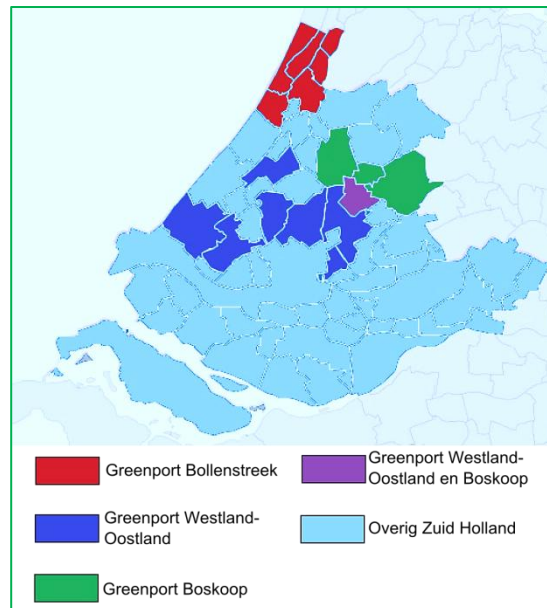 Greenport Bollenstreek
Greenport Westland-
Oostland
Greenport Boskoop
Greenport Westland-
Oostland en Boskoop
Overig Zuid Holland